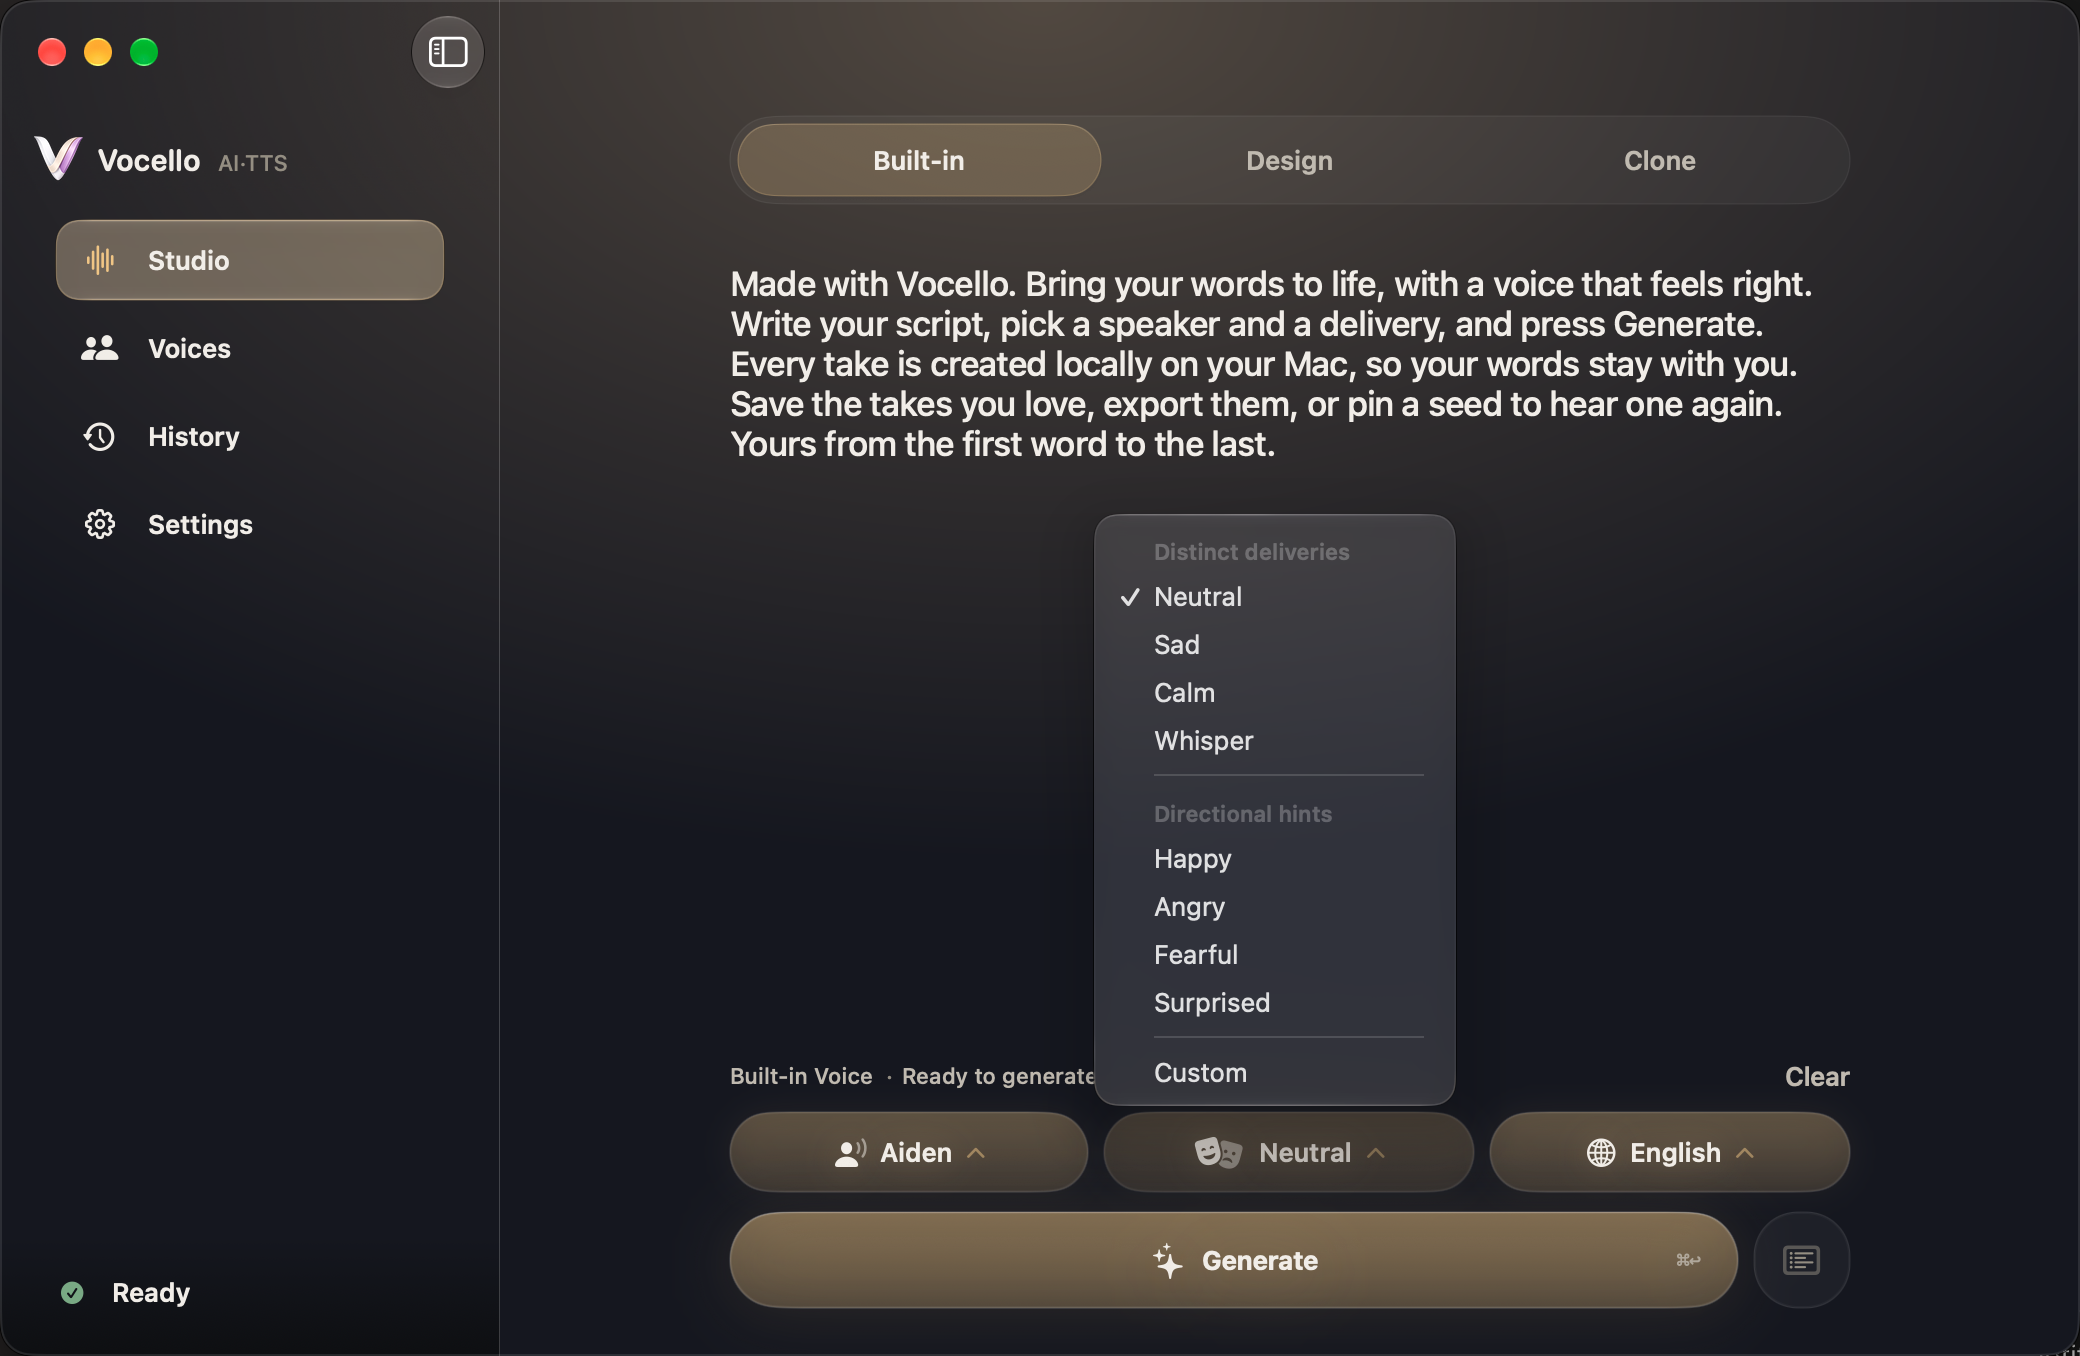 Vocello AI·TTS
Studio
Voices
History
Settings
Ready
Built-in
Design
Clone
Made with Vocello. Bring your words to life, with a voice that feels right.
Write your script, pick a speaker and a delivery, and press Generate.
Every take is created locally on your Mac, so your words stay with you.
Save the takes you love, export them, or pin a seed to hear one again.
Yours from the first word to the last.
Distinct deliveries
✓ Neutral
Sad
Calm
Whisper
Directional hints
Happy
Angry
Fearful
Surprised
Custom
Built-in Voice · Ready to generate
Clear
Aiden
Neutral
English
Generate ⌘↩